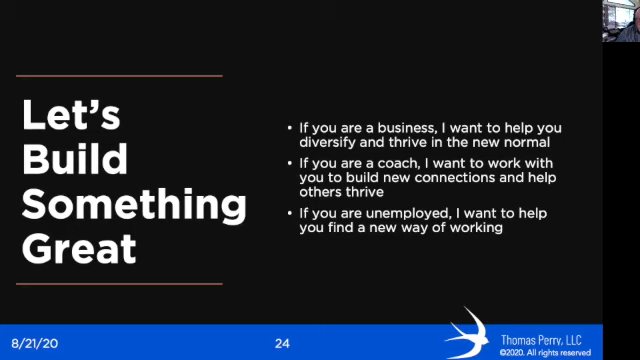 Let's
Build
Something
Great
• If you are a business, I want to help you
diversify and thrive in the new normal
• If you are a coach, I want to work with
you to build new connections and help
others thrive
• If you are unemployed, I want to help
you find a new way of working
8/21/20
24
Thomas Perry, LLC
©2020. All rights reserved